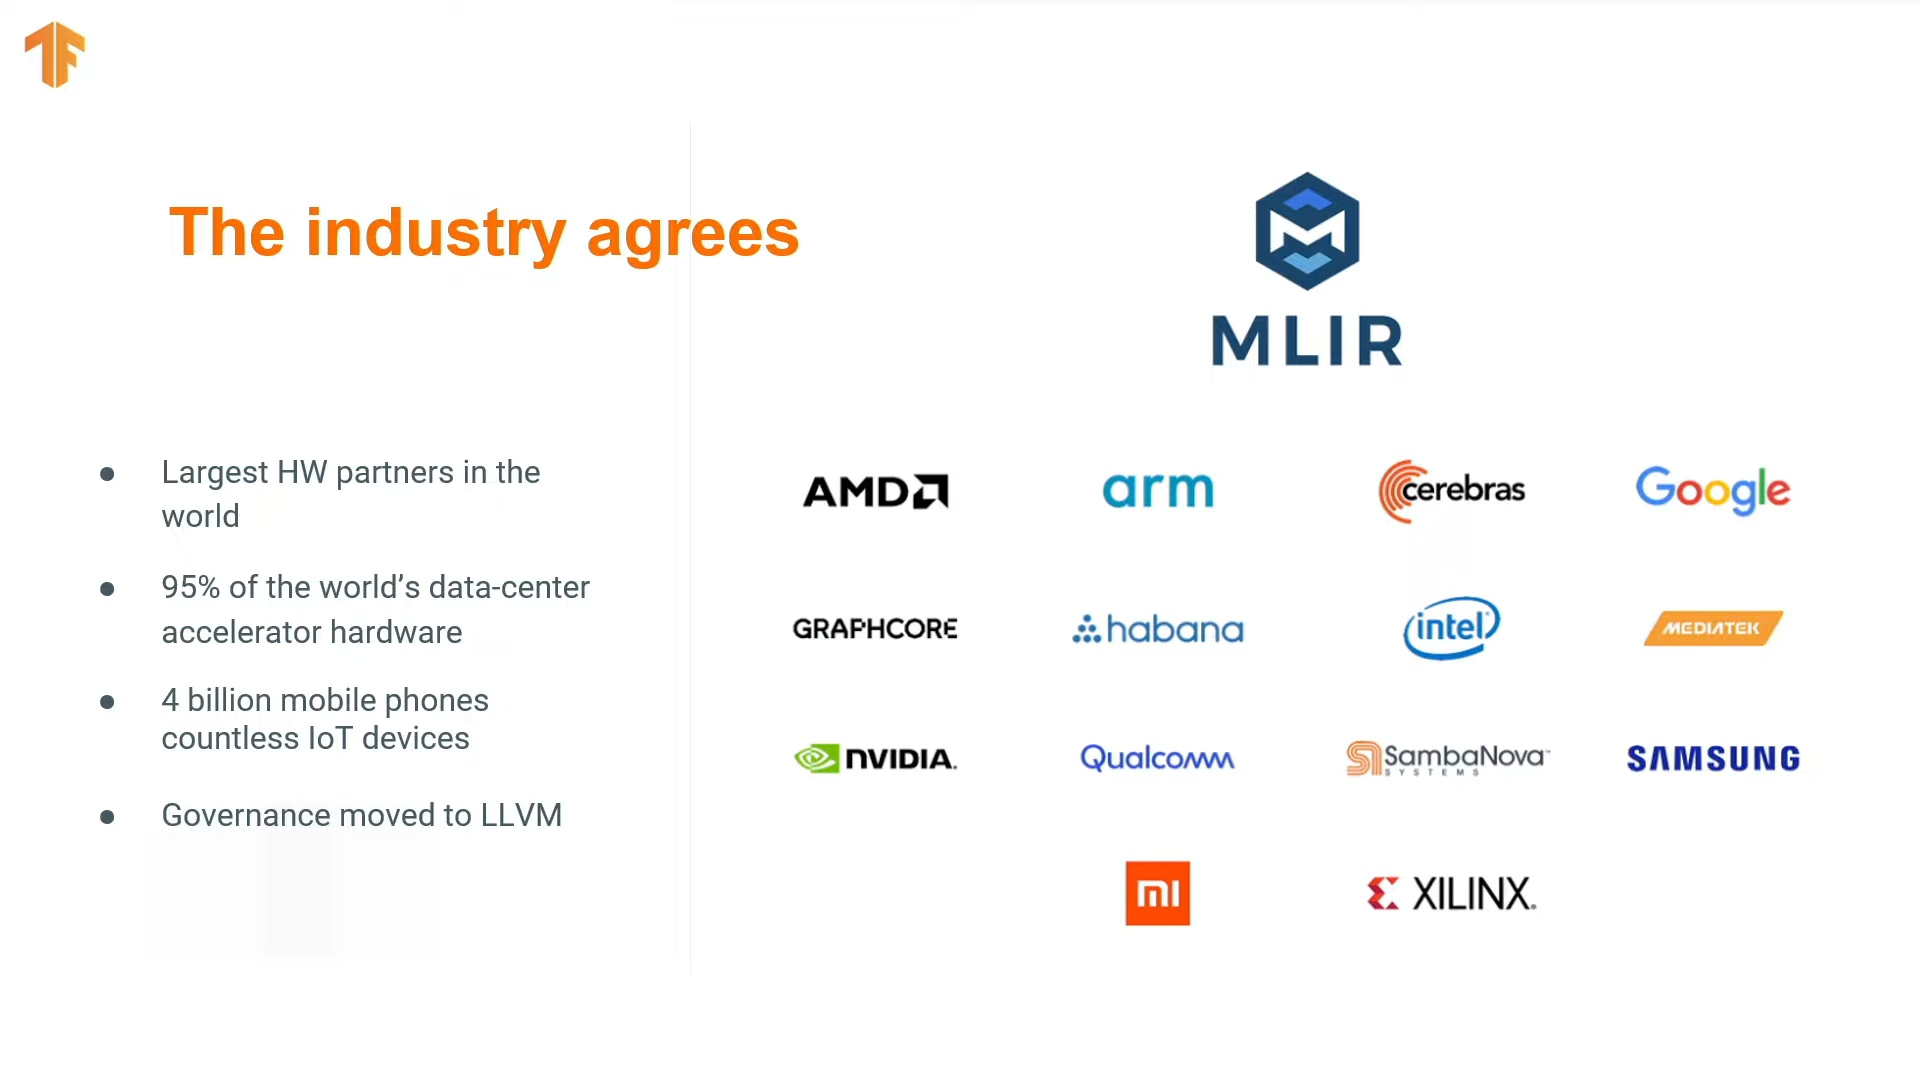 The industry agrees
● Largest HW partners in the
world
● 95% of the world’s data-center
accelerator hardware
● 4 billion mobile phones
countless IoT devices
● Governance moved to LLVM
MLIR
AMD
arm
cerebras
Google
GRAPHCORE
habana
intel
MEDIATEK
NVIDIA.
Qualcomm
SambaNova™
SYSTEMS
SAMSUNG
mi
XILINX®